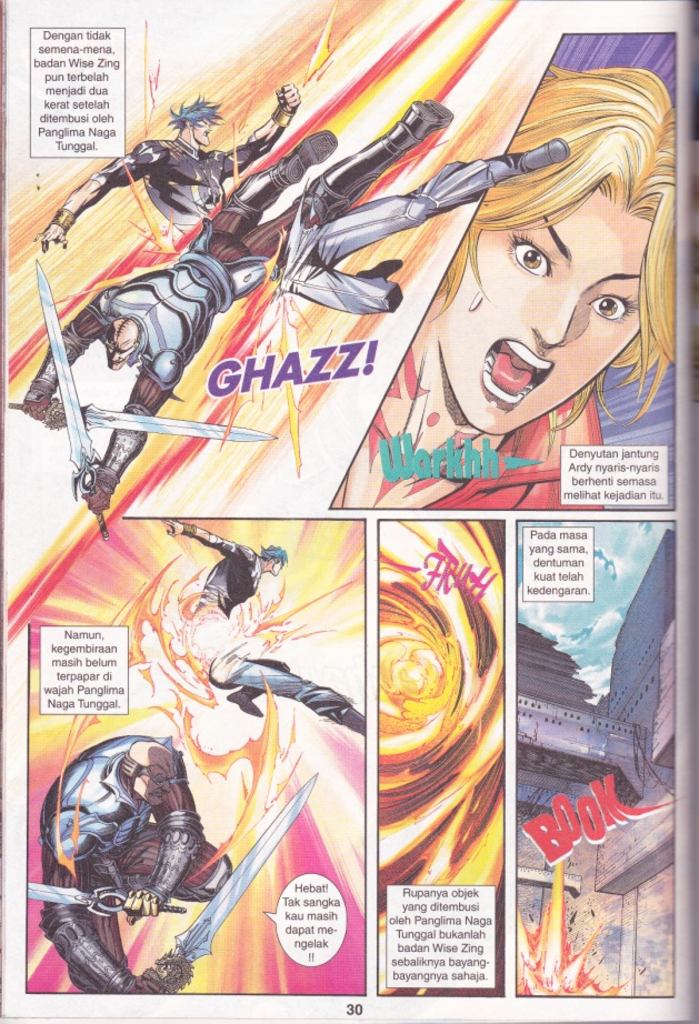 Dengan tidak
semena-mena,
badan Wise Zing
pun terbelah
menjadi dua
kerat setelah
ditembusi oleh
Panglima Naga
Tunggal.
GHAZZ!
Warkhh
Denyutan jantung
Ardy nyaris-nyaris
berhenti semasa
melihat kejadian itu.
Namun,
kegembiraan
masih belum
terpapar di
wajah Panglima
Naga Tunggal.
Hebat!
Tak sangka
kau masih
dapat me-
ngelak
!!
Rupanya objek
yang ditembusi
oleh Panglima Naga
Tunggal bukanlah
badan Wise Zing
sebaliknya bayang-
bayangnya sahaja.
Pada masa
yang sama,
dentuman
kuat telah
kedengaran.
BOOM
30